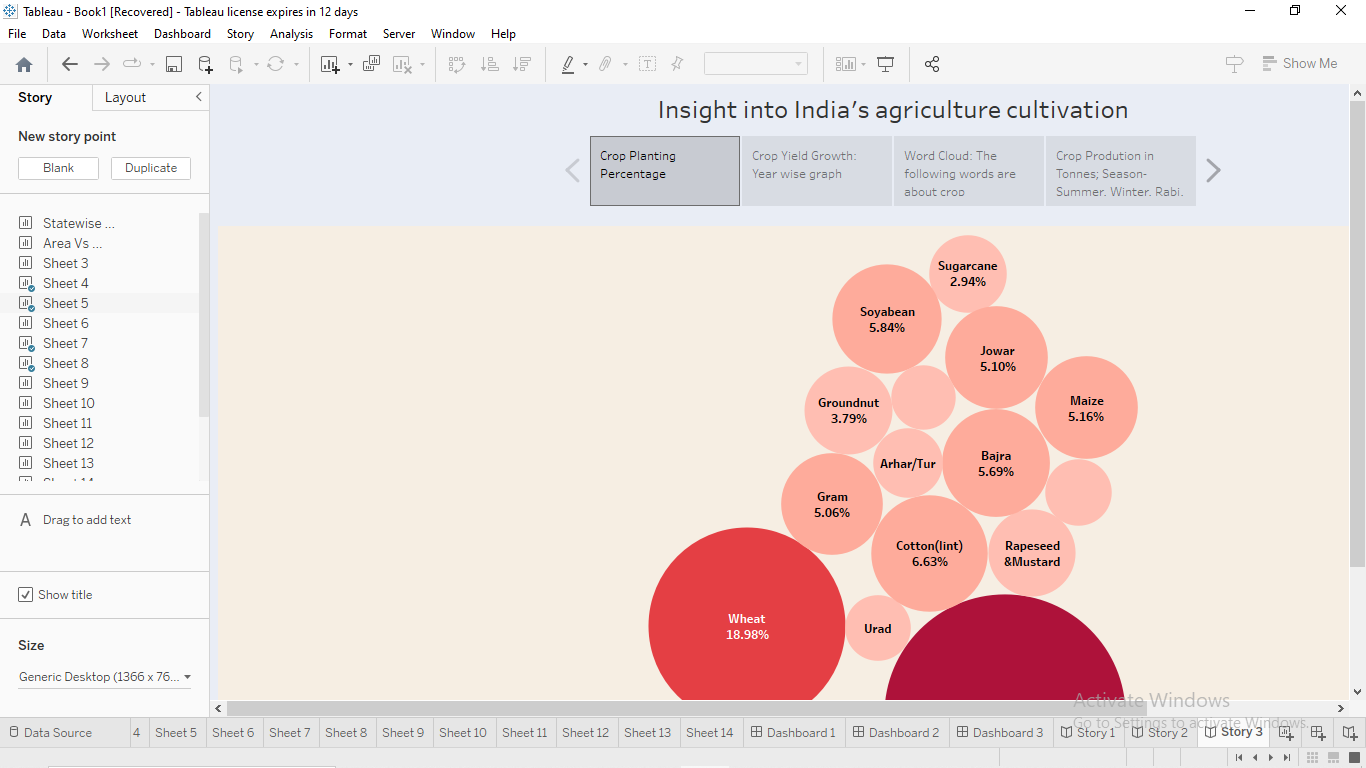 Tableau - Book1 [Recovered] - Tableau license expires in 12 days
File Data Worksheet Dashboard Story Analysis Format Server Window Help
Show Me
Story Layout
New story point
Blank Duplicate
Statewise ...
Area Vs ...
Sheet 3
Sheet 4
Sheet 5
Sheet 6
Sheet 7
Sheet 8
Sheet 9
Sheet 10
Sheet 11
Sheet 12
Sheet 13
A Drag to add text
Show title
Size
Generic Desktop (1366 x 76...
Insight into India's agriculture cultivation
Crop Planting
Percentage
Crop Yield Growth:
Year wise graph
Word Cloud: The
following words are
about crop
Crop Prodution in
Tonnes; Season-
Summer, Winter, Rabi,
Sugarcane
2.94%
Soyabean
5.84%
Jowar
5.10%
Maize
5.16%
Groundnut
3.79%
Arhar/Tur
Bajra
5.69%
Gram
5.06%
Cotton(lint)
6.63%
Rapeseed
&Mustard
Wheat
18.98%
Urad
Activate Windows
Go to Settings to activate Windows.
Data Source 4 Sheet 5 Sheet 6 Sheet 7 Sheet 8 Sheet 9 Sheet 10 Sheet 11 Sheet 12 Sheet 13 Sheet 14 Dashboard 1 Dashboard 2 Dashboard 3 Story 1 Story 2 Story 3